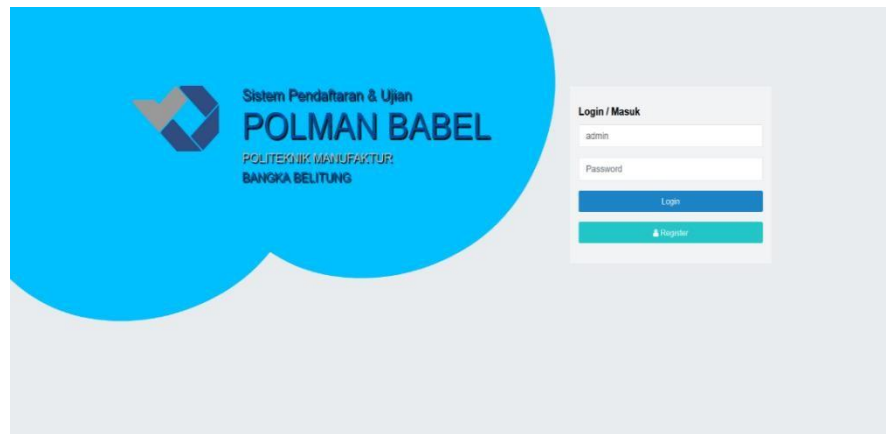 Sistem Pendaftaran & Ujian
POLMAN BABEL
POLITEKNIK MANUFAKTUR
BANGKA BELITUNG
Login / Masuk
admin
Password
Login
Register